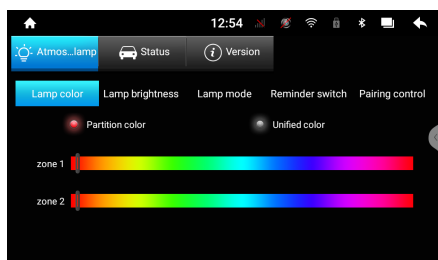 12:54
Atmos…lamp Status i Version
Lamp color Lamp brightness Lamp mode Reminder switch Pairing control
Partition color Unified color
zone 1
zone 2